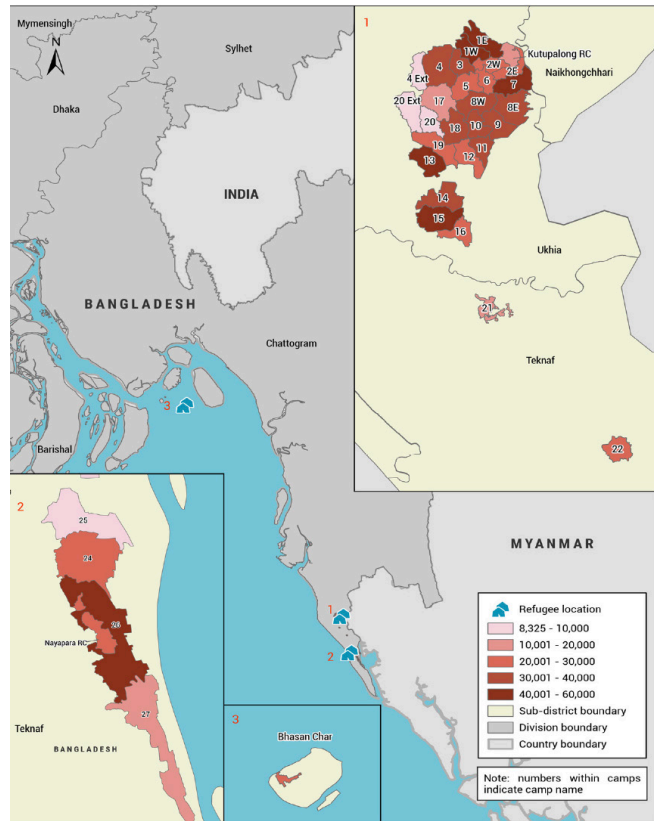 Mymensingh
N
Sylhet
Dhaka
INDIA
BANGLADESH
Chattogram
3
Barishal
MYANMAR
1
2
1
1E
1W
Kutupalong RC
4
3
2W
Naikhongchhari
4 Ext
2E
5
6
7
20 Ext
17
8W
8E
20
18
10
9
19
11
13
12
14
15
16
Ukhia
21
Teknaf
22
2
25
24
26
Nayapara RC
27
Teknaf
BANGLADESH
3
Bhasan Char
Refugee location
8,325 - 10,000
10,001 - 20,000
20,001 - 30,000
30,001 - 40,000
40,001 - 60,000
Sub-district boundary
Division boundary
Country boundary
Note: numbers within camps
indicate camp name